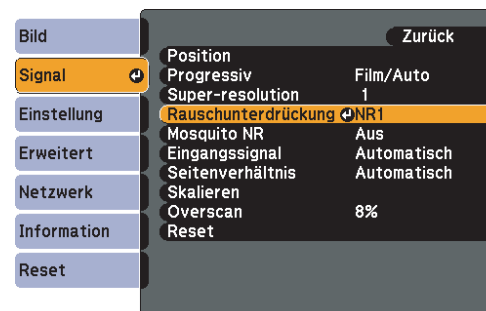 Bild
Signal
Einstellung
Erweitert
Netzwerk
Information
Reset
Zurück
Position
Progressiv Film/Auto
Super-resolution 1
Rauschunterdrückung NR1
Mosquito NR Aus
Eingangssignal Automatisch
Seitenverhältnis Automatisch
Skalieren
Overscan 8%
Reset